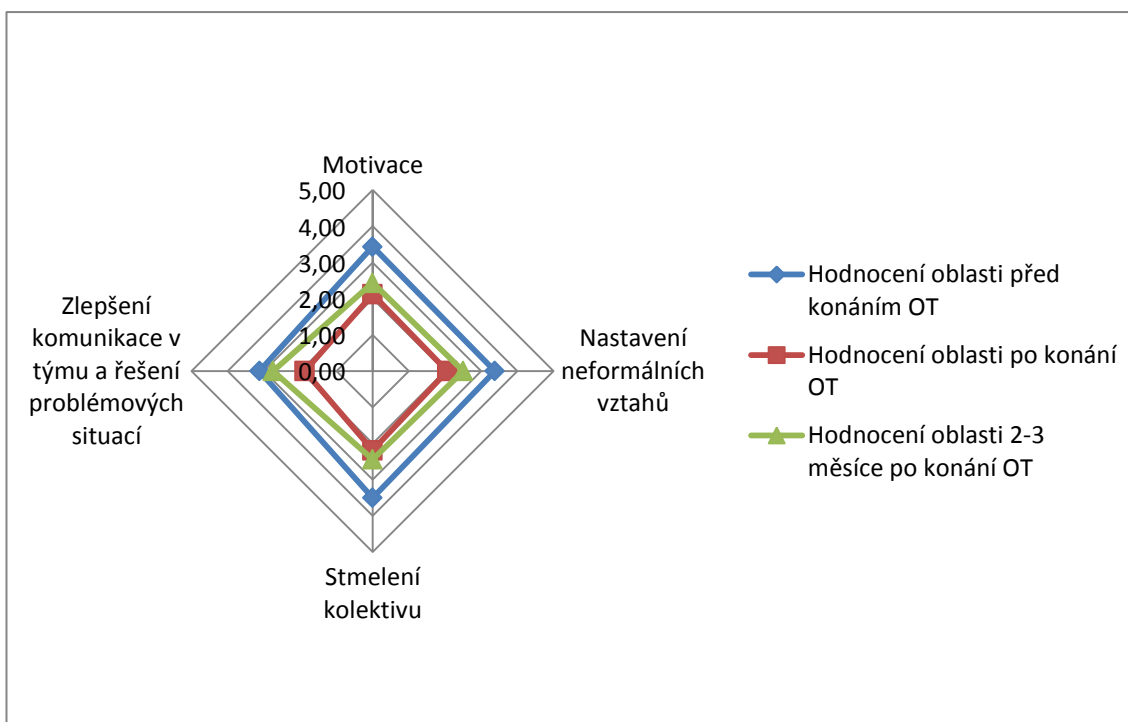 Motivace
5,00
4,00
3,00
2,00
1,00
0,00
Zlepšení
komunikace v
týmu a řešení
problémových
situací
Nastavení
neformálních
vztahů
Stmelení
kolektivu
Hodnocení oblasti před
konáním OT
Hodnocení oblasti po konání
OT
Hodnocení oblasti 2-3
měsíce po konání OT